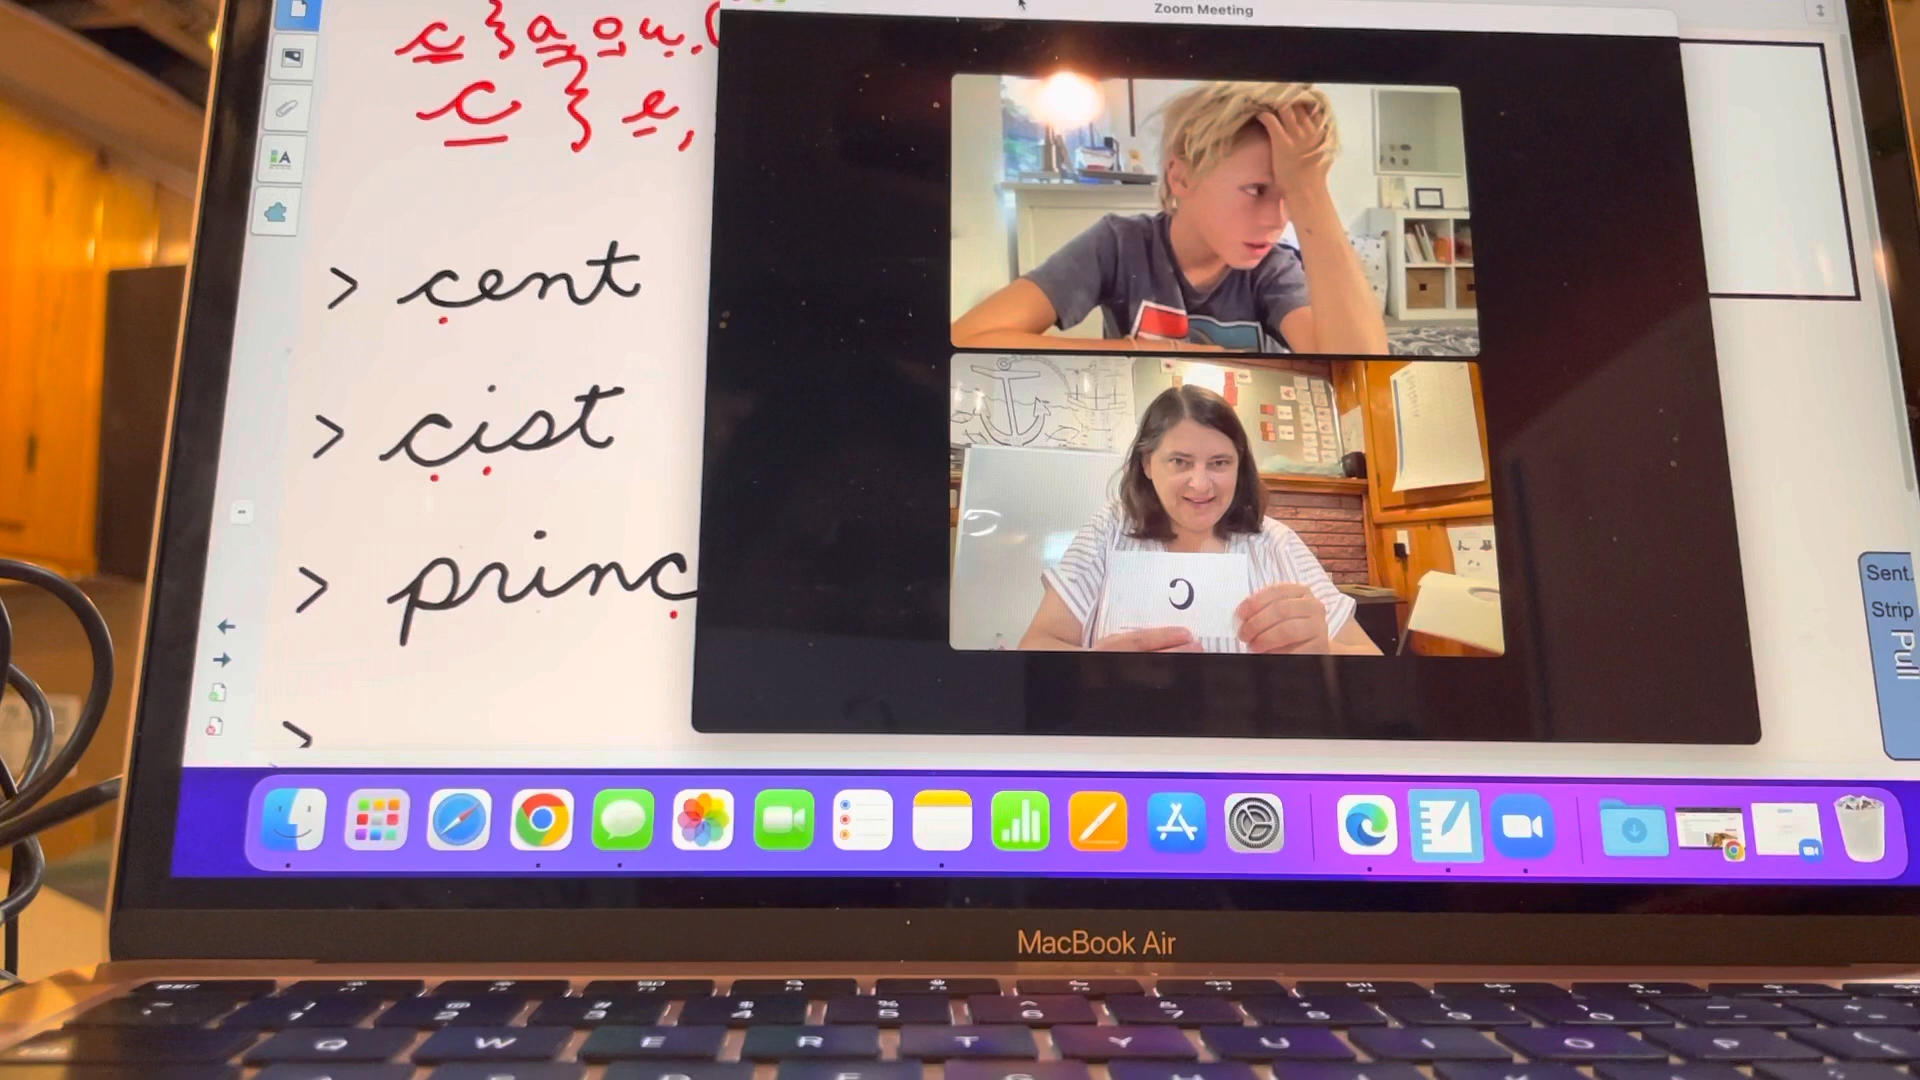 Zoom Meeting
c } a, o, u,
c } e,
> cent
> cist
> princ
>
c
Sent.
Strip
Pull
MacBook Air
Q W E R T Y U I O P